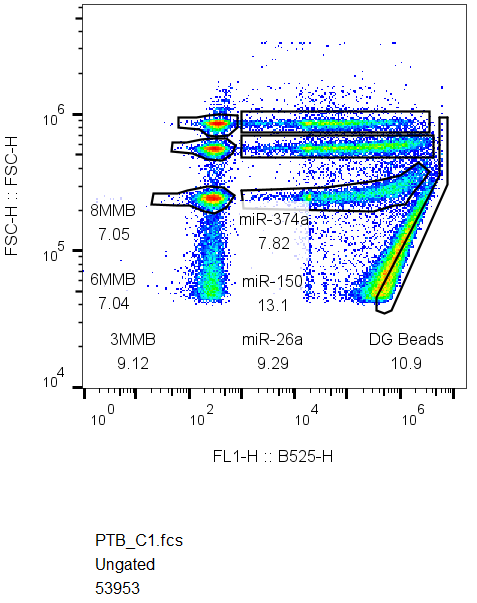 FSC-H :: FSC-H
10^6
10^5
10^4
8MMB
7.05
6MMB
7.04
3MMB
9.12
miR-374a
7.82
miR-150
13.1
miR-26a
9.29
DG Beads
10.9
10^0
10^2
10^4
10^6
FL1-H :: B525-H
PTB_C1.fcs
Ungated
53953